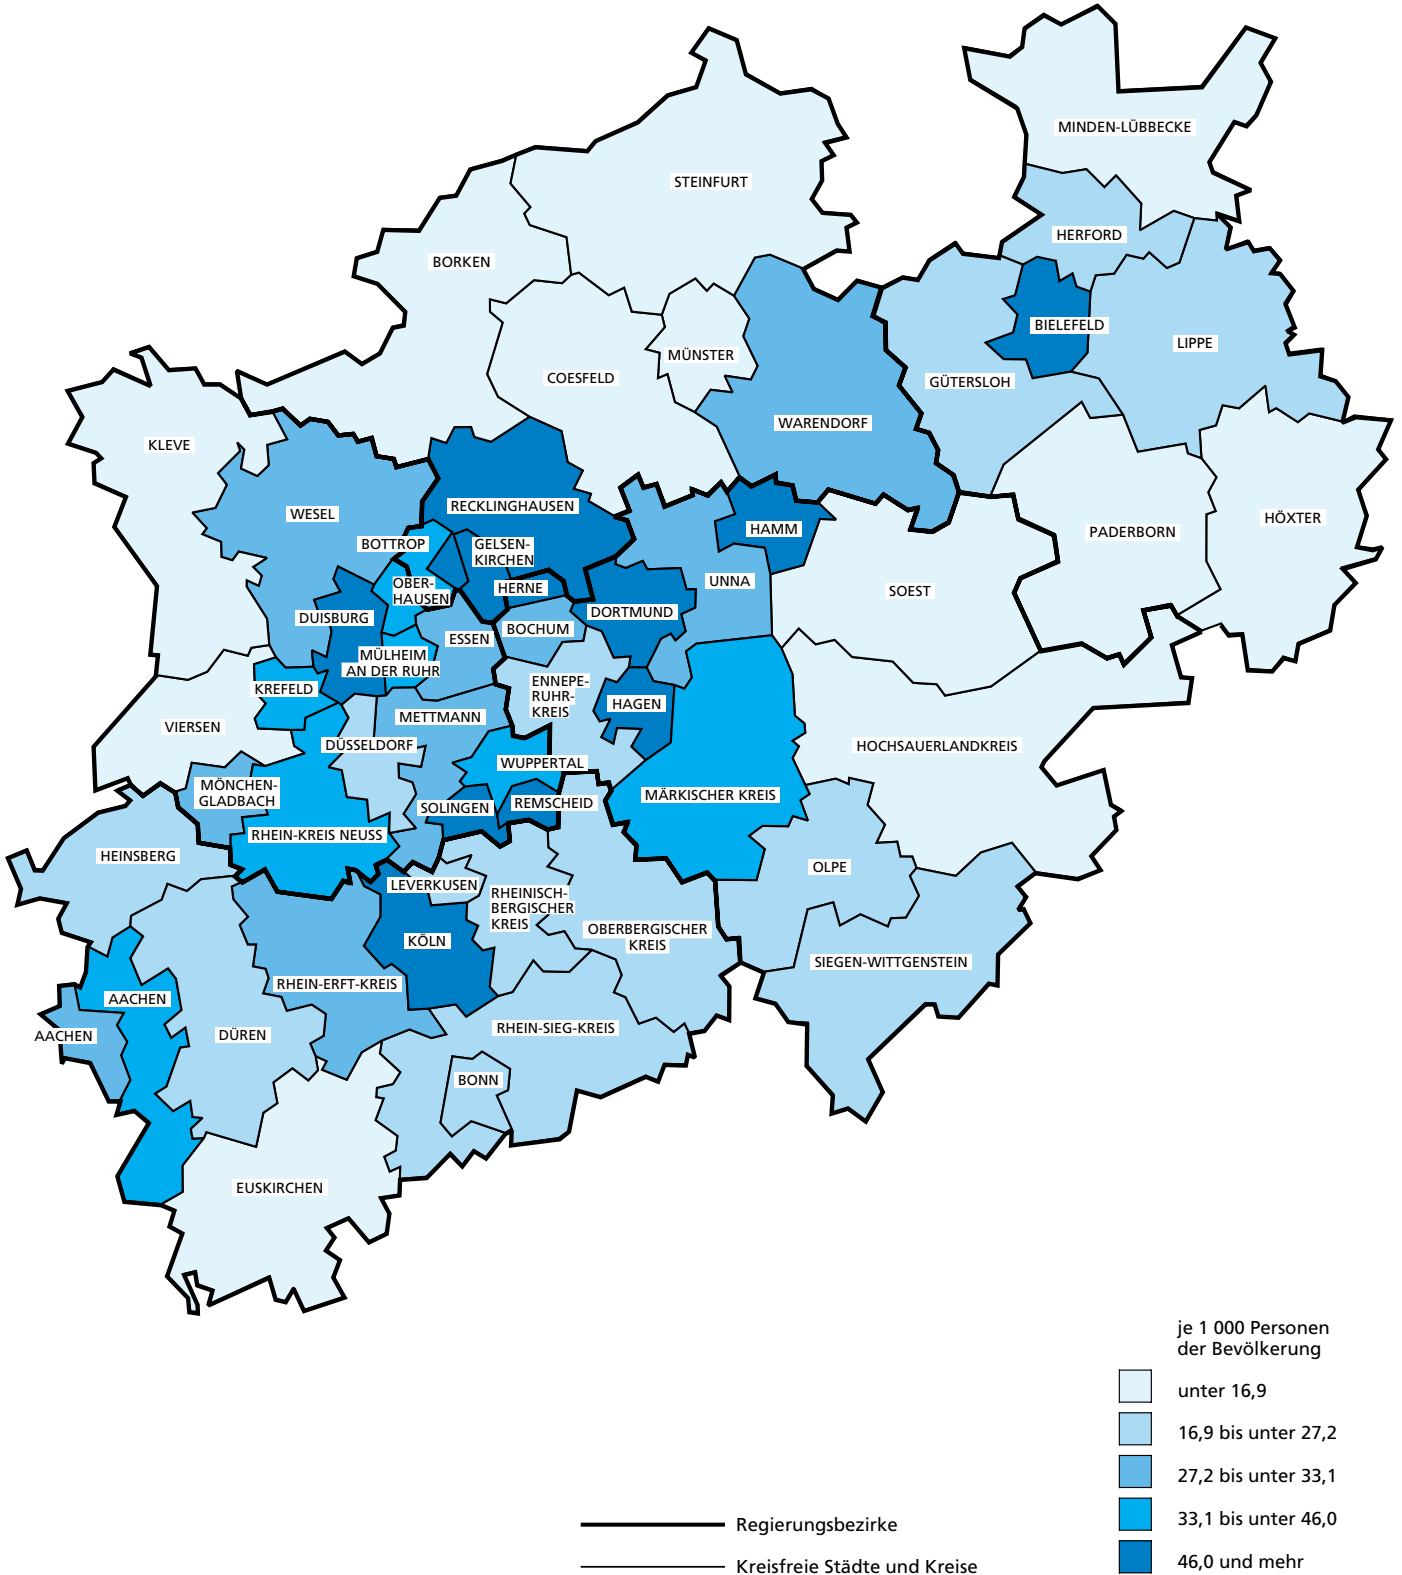 MINDEN-LÜBBECKE
STEINFURT
HERFORD
BORKEN
BIELEFELD
LIPPE
MÜNSTER
COESFELD
GÜTERSLOH
WARENDORF
KLEVE
RECKLINGHAUSEN
WESEL
HÖXTER
HAMM
PADERBORN
BOTTROP
GELSEN-
KIRCHEN
UNNA
OBER-
HAUSEN
HERNE
SOEST
DORTMUND
DUISBURG
BOCHUM
ESSEN
MÜLHEIM
AN DER RUHR
KREFELD
ENNEPE-
RUHR-
KREIS
HAGEN
METTMANN
VIERSEN
DÜSSELDORF
HOCHSAUERLANDKREIS
WUPPERTAL
MÖNCHEN-
GLADBACH
MÄRKISCHER KREIS
SOLINGEN
REMSCHEID
RHEIN-KREIS NEUSS
HEINSBERG
OLPE
LEVERKUSEN
RHEINISCH-
BERGISCHER
KREIS
OBERBERGISCHER
KREIS
KÖLN
SIEGEN-WITTGENSTEIN
RHEIN-ERFT-KREIS
AACHEN
RHEIN-SIEG-KREIS
AACHEN
DÜREN
BONN
EUSKIRCHEN
je 1 000 Personen
der Bevölkerung
unter 16,9
16,9 bis unter 27,2
27,2 bis unter 33,1
33,1 bis unter 46,0
46,0 und mehr
Regierungsbezirke
Kreisfreie Städte und Kreise